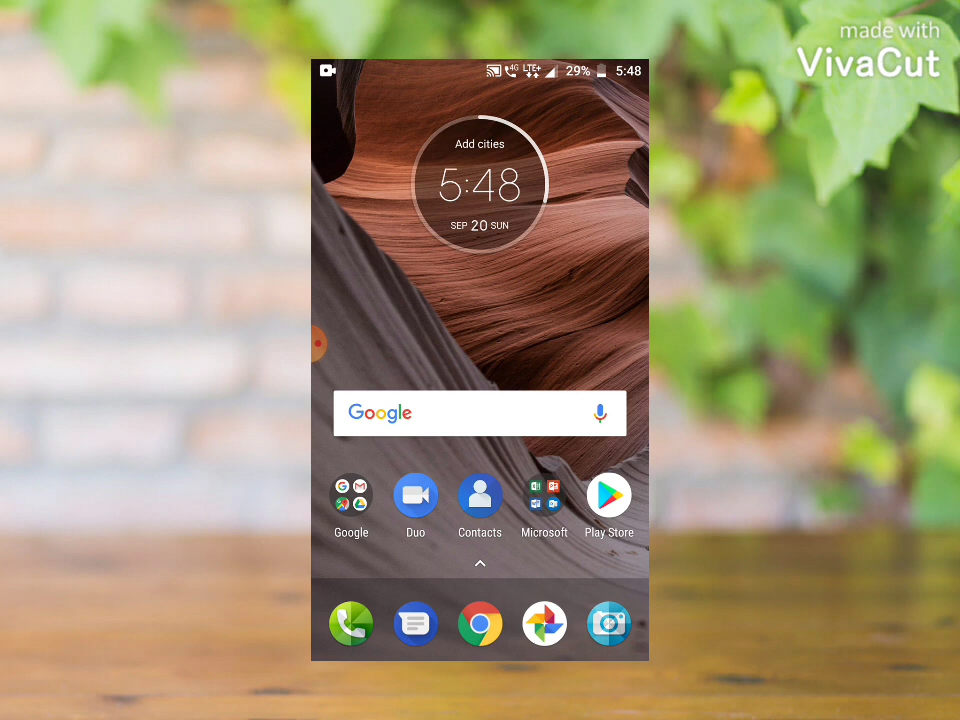 made with
VivaCut
4G LTE+ 29% 5:48
Add cities
5:48
SEP 20 SUN
Google
Google Duo Contacts Microsoft Play Store